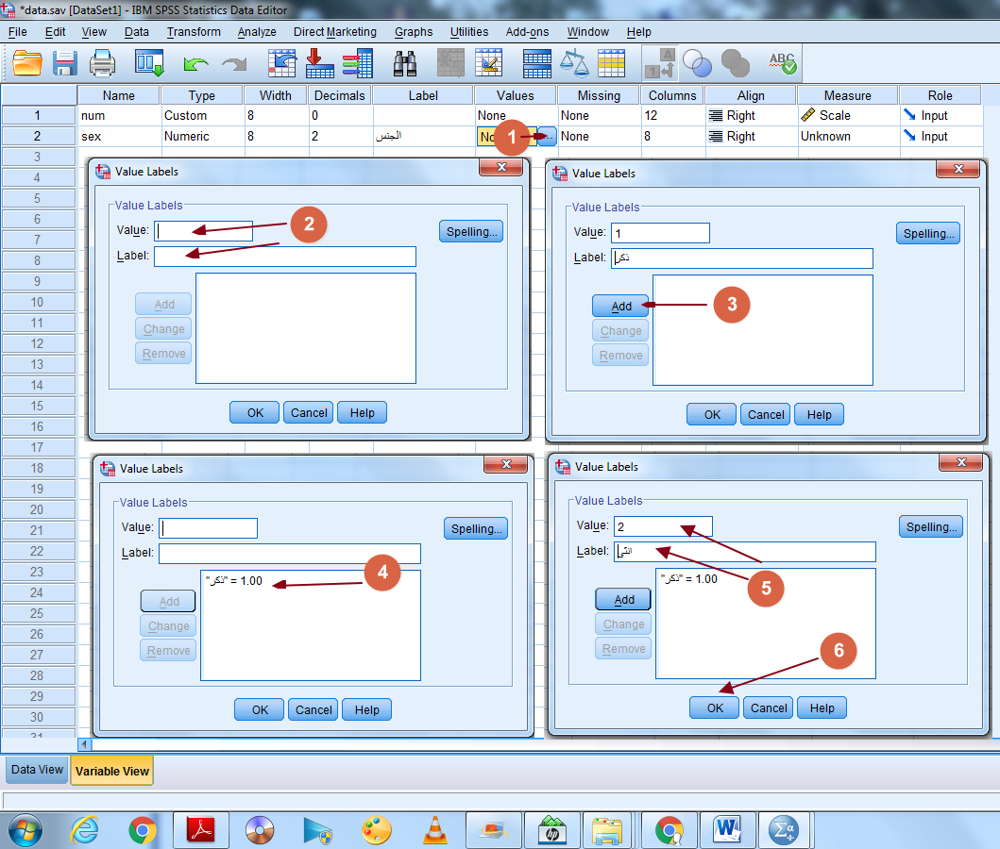 *data.sav [DataSet1] - IBM SPSS Statistics Data Editor
File Edit View Data Transform Analyze Direct Marketing Graphs Utilities Add-ons Window Help
Name Type Width Decimals Label Values Missing Columns Align Measure Role
1 num Custom 8 0 None None 12 Right Scale Input
2 sex Numeric 8 2 الجنس 1 None 8 Right Unknown Input
3
4
5
6
7
8
9
10
11
12
13
14
15
16
17
18
19
20
21
22
23
24
25
26
27
28
29
30
31
Value Labels
Value Labels
Value: 2 Spelling...
Label:
Add
Change
Remove
OK Cancel Help
Value Labels
Value Labels
Value: 1 Spelling...
Label: ذكر
Add 3
Change
Remove
OK Cancel Help
Value Labels
Value Labels
Value: Spelling...
Label:
1.00 = "ذكر" 4
Add
Change
Remove
OK Cancel Help
Value Labels
Value Labels
Value: 2 Spelling...
Label: انثى
1.00 = "ذكر" 5
Add
Change
Remove 6
OK Cancel Help
Data View Variable View